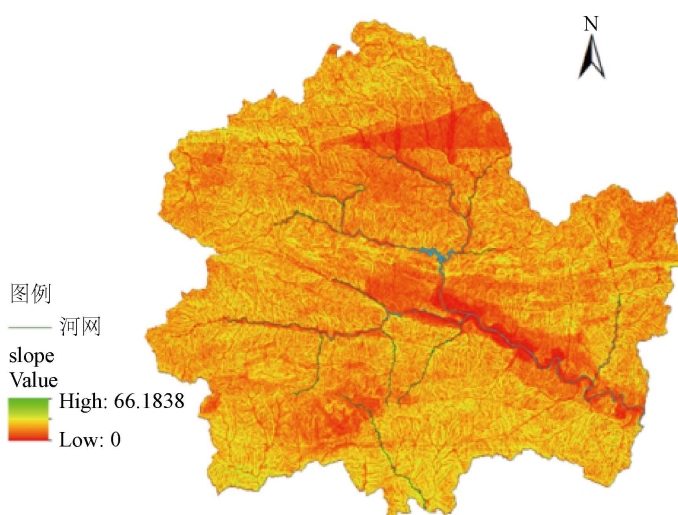 N
图例
河网
slope
Value
High: 66.1838
Low: 0